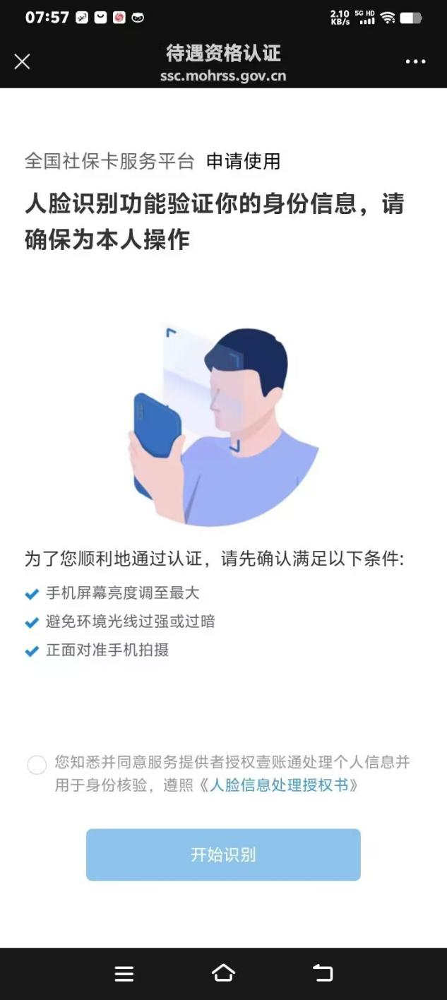 07:57
2.10 KB/s 5G HD
待遇资格认证
ssc.mohrss.gov.cn
全国社保卡服务平台 申请使用
人脸识别功能验证你的身份信息，请
确保为本人操作
为了您顺利地通过认证，请先确认满足以下条件:
手机屏幕亮度调至最大
避免环境光线过强或过暗
正面对准手机拍摄
您知悉并同意服务提供者授权壹账通处理个人信息并
用于身份核验，遵照《人脸信息处理授权书》
开始识别